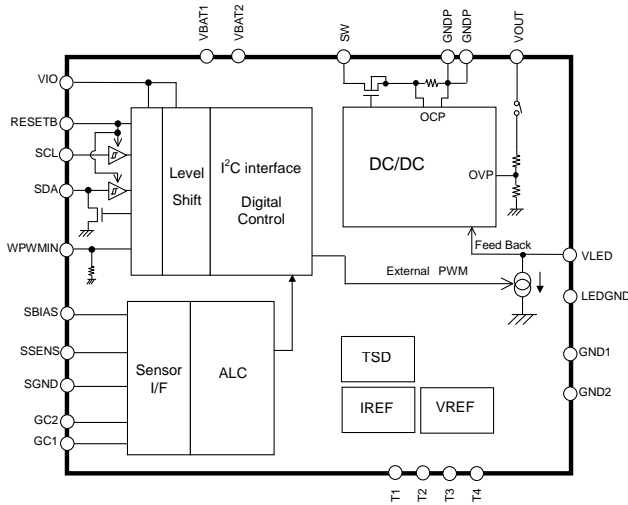 VBAT1
VBAT2
SW
GNDP
GNDP
VOUT
VIO
RESETB
SCL
SDA
WPWMIN
Level
Shift
I²C interface
Digital
Control
OCP
DC/DC
OVP
Feed Back
External PWM
VLED
LEDGND
GND1
GND2
SBIAS
SSENS
SGND
GC2
GC1
Sensor
I/F
ALC
TSD
IREF
VREF
T1
T2
T3
T4